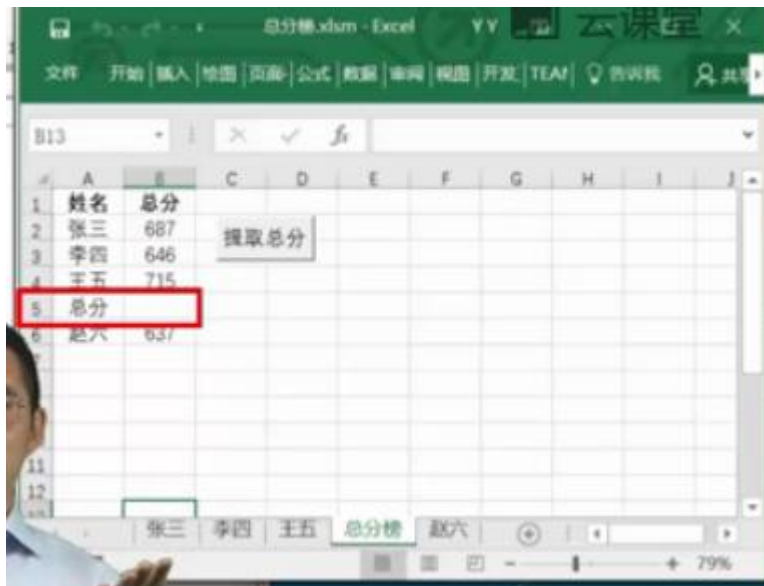 总分榜.xlsm - Excel
Y Y
云课堂
文件 开始 插入 绘图 页面 公式 数据 审阅 视图 开发 TEAM 告诉我 共享
B13
fx
A B C D E F G H I J
1 姓名 总分
2 张三 687
3 李四 646
4 王五 715
5 总分
6 赵六 637
提取总分
11
12
张三 李四 王五 总分榜 赵六
79%